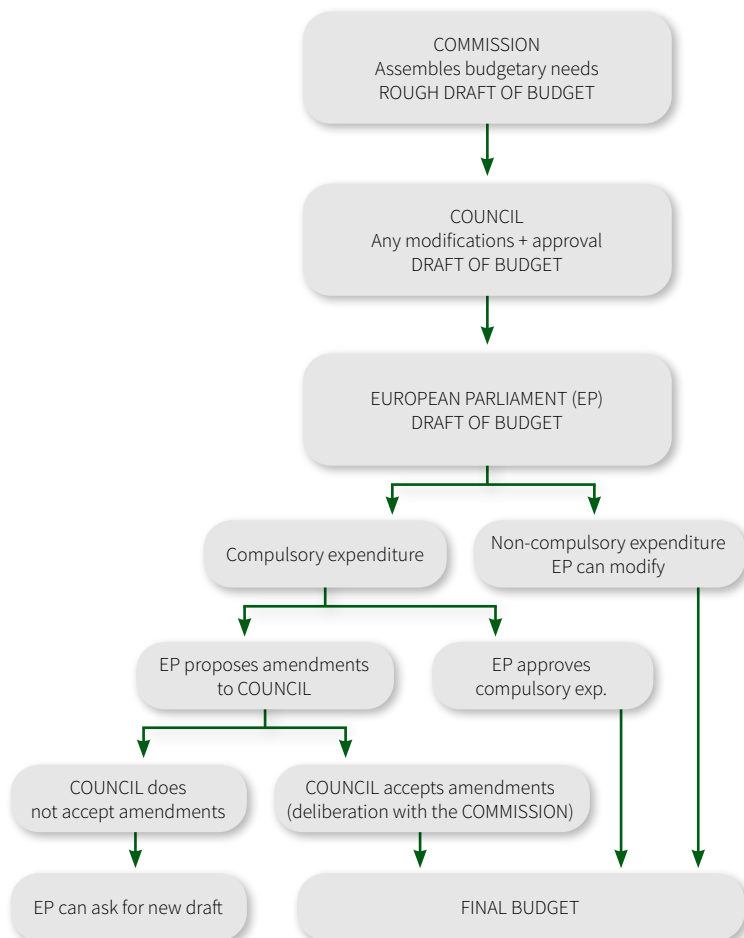 COMMISSION
Assembles budgetary needs
ROUGH DRAFT OF BUDGET
COUNCIL
Any modifications + approval
DRAFT OF BUDGET
EUROPEAN PARLIAMENT (EP)
DRAFT OF BUDGET
Compulsory expenditure
Non-compulsory expenditure
EP can modify
EP proposes amendments
to COUNCIL
EP approves
compulsory exp.
COUNCIL does
not accept amendments
COUNCIL accepts amendments
(deliberation with the COMMISSION)
EP can ask for new draft
FINAL BUDGET